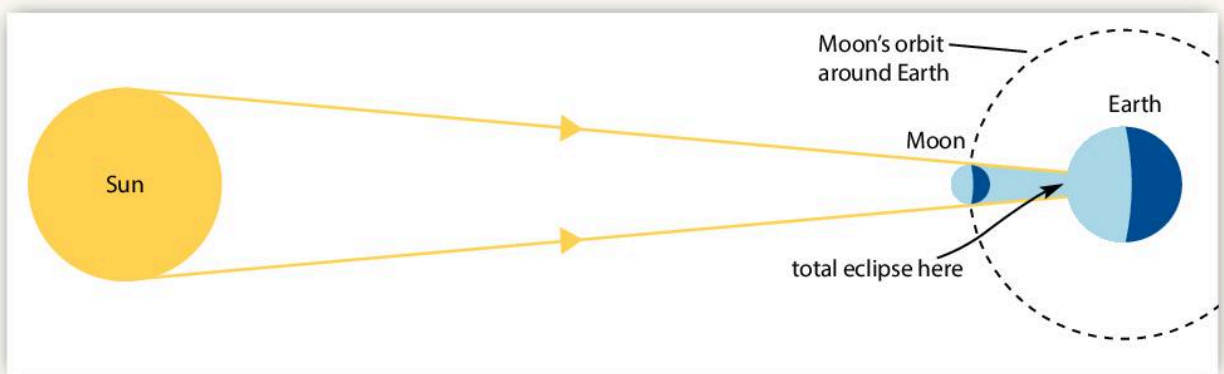 Moon's orbit
around Earth
Earth
Moon
Sun
total eclipse here